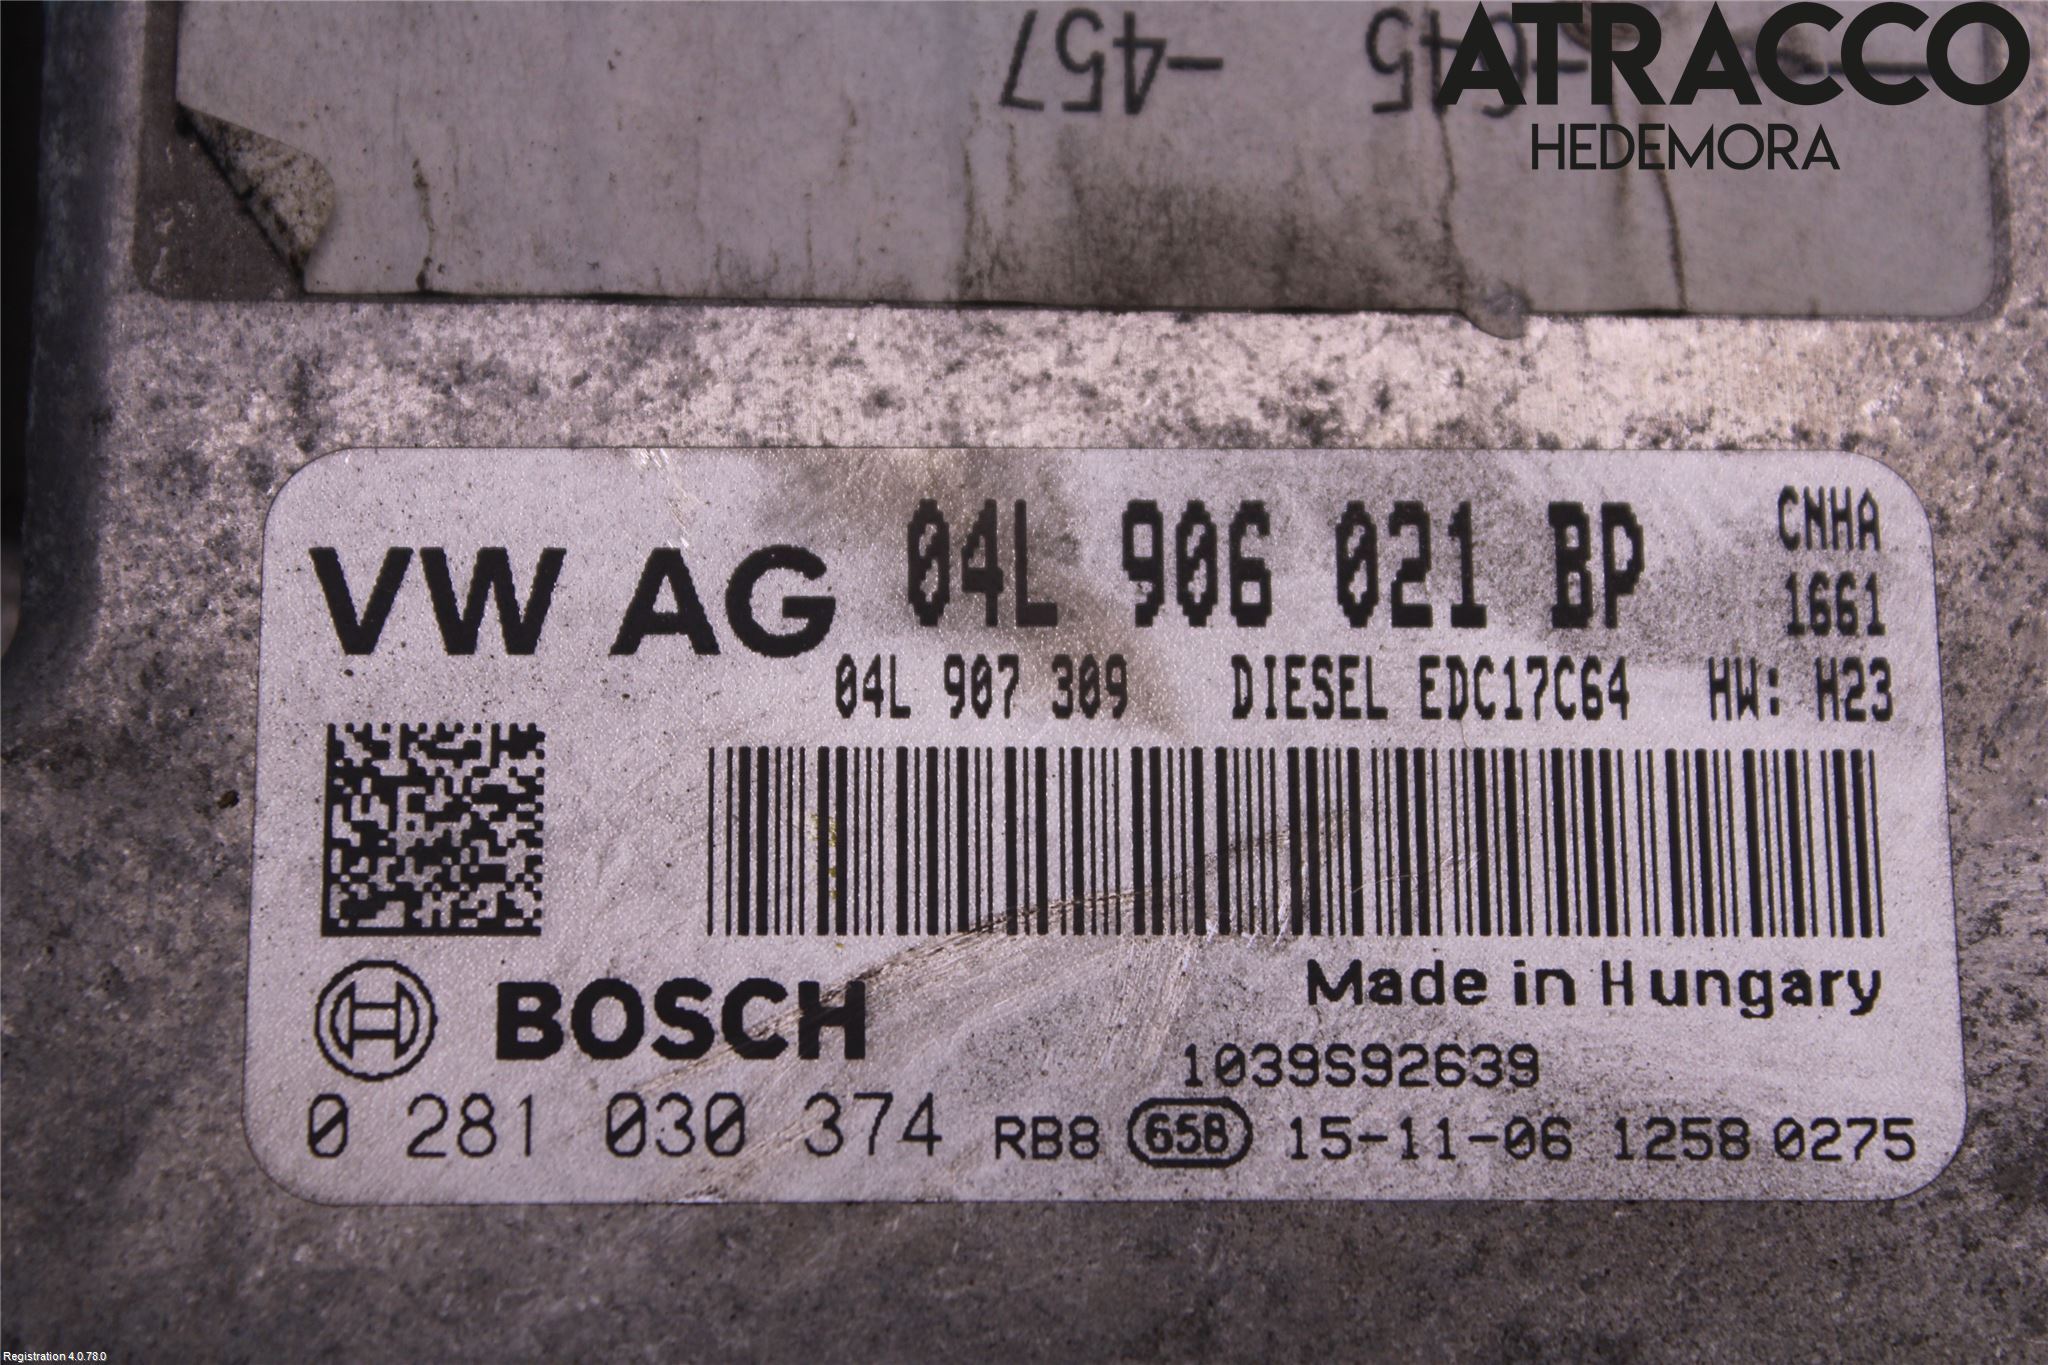 ATRACCO
HEDEMORA
-457
645
VW AG 04L 906 021 BP CNHA
1661
04L 907 309 DIESEL EDC17C64 HW: H23
BOSCH Made in Hungary
1039S92639
0 281 030 374 RB8 65B 15-11-06 1258 0275
Registration 4.0.78.0